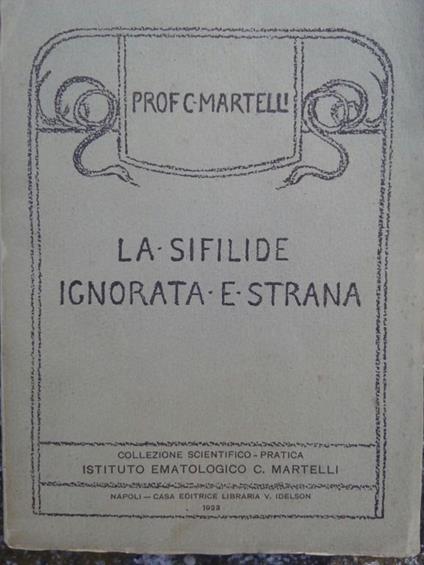 PROF C·MARTELLI
LA·SIFILIDE
IGNORATA·E·STRANA
COLLEZIONE SCIENTIFICO-PRATICA
ISTITUTO EMATOLOGICO C. MARTELLI
NAPOLI — CASA EDITRICE LIBRARIA V. IDELSON
1923